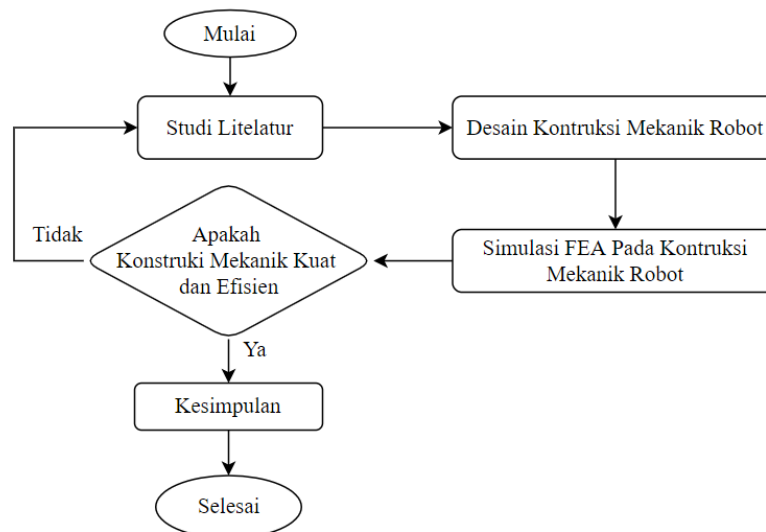 Mulai
Studi Litelatur
Desain Kontruksi Mekanik Robot
Simulasi FEA Pada Kontruksi
Mekanik Robot
Apakah
Konstruki Mekanik Kuat
dan Efisien
Tidak
Ya
Kesimpulan
Selesai